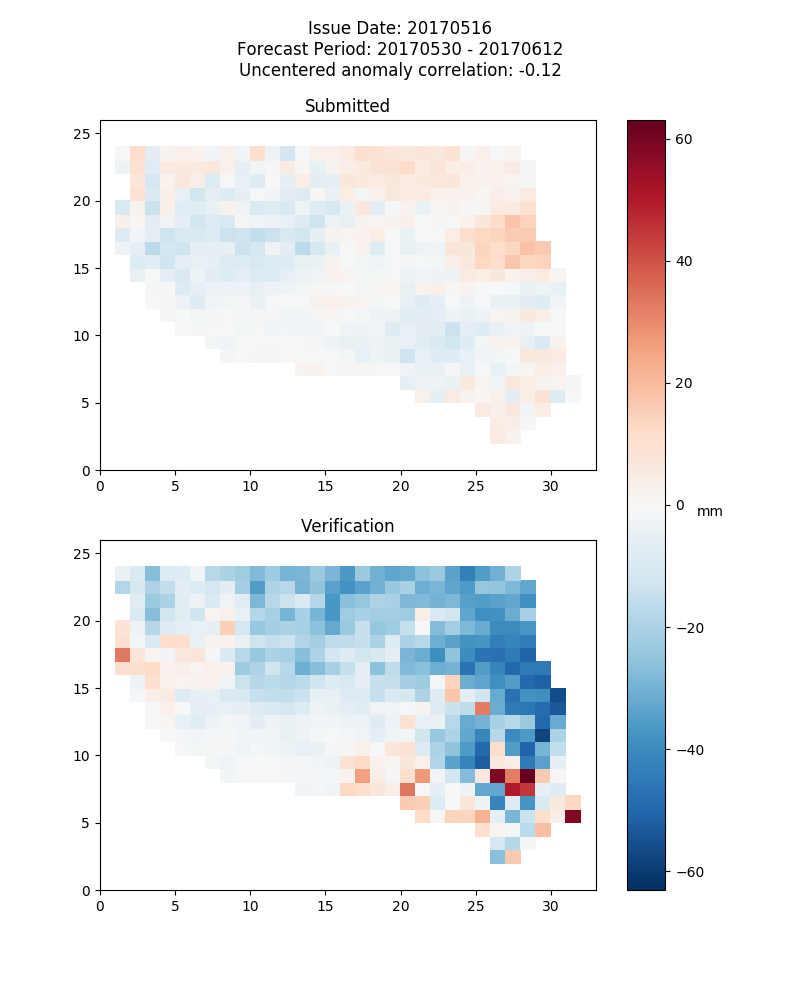 Issue Date: 20170516
Forecast Period: 20170530 - 20170612
Uncentered anomaly correlation: -0.12
Submitted
25
20
15
10
5
0
0 5 10 15 20 25 30
Verification
25
20
15
10
5
0
0 5 10 15 20 25 30
60
40
20
0
−20
−40
−60
mm